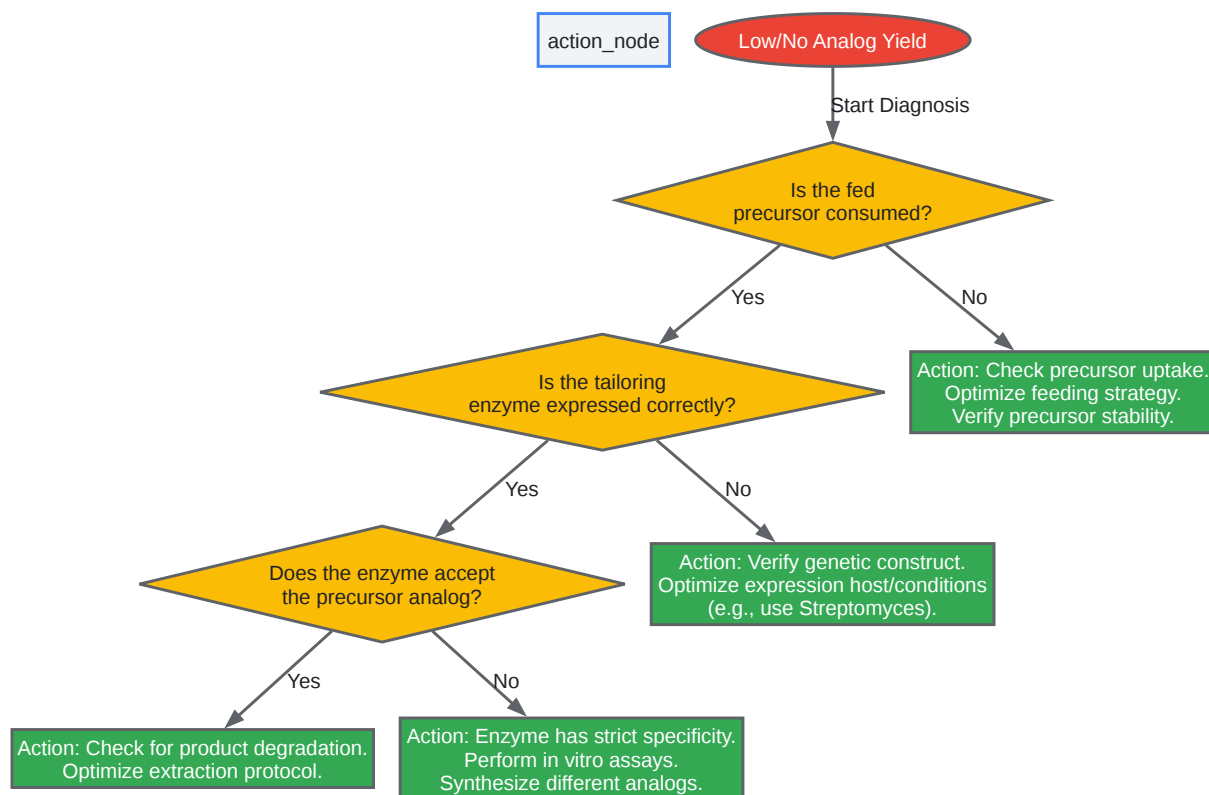 action_node
Low/No Analog Yield
Start Diagnosis
Is the fed
precursor consumed?
Yes
No
Is the tailoring
enzyme expressed correctly?
Action: Check precursor uptake.
Optimize feeding strategy.
Verify precursor stability.
Yes
No
Does the enzyme accept
the precursor analog?
Action: Verify genetic construct.
Optimize expression host/conditions
(e.g., use Streptomyces).
Yes
No
Action: Check for product degradation.
Optimize extraction protocol.
Action: Enzyme has strict specificity.
Perform in vitro assays.
Synthesize different analogs.